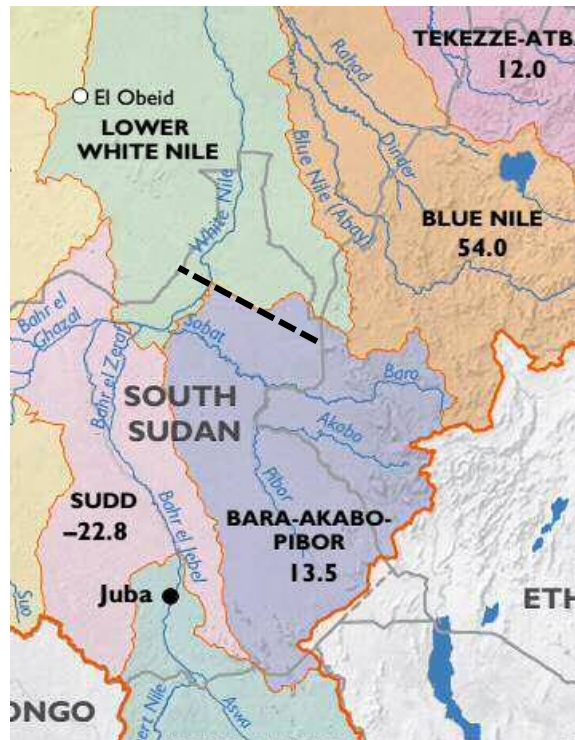 TEKEZZE-ATB
12.0
Rahad
El Obeid
LOWER
WHITE NILE
Dinder
Blue Nile (Abay)
White Nile
BLUE NILE
54.0
Bahr el
Ghazal
Bahr el Zeraf
Sobat
Baro
SOUTH
SUDAN
Akobo
Pibor
SUDD
–22.8
Bahr el Jebel
BARA-AKABO-
PIBOR
13.5
Juba
ETH
Suo
ONGO
ert Nile
Aswa